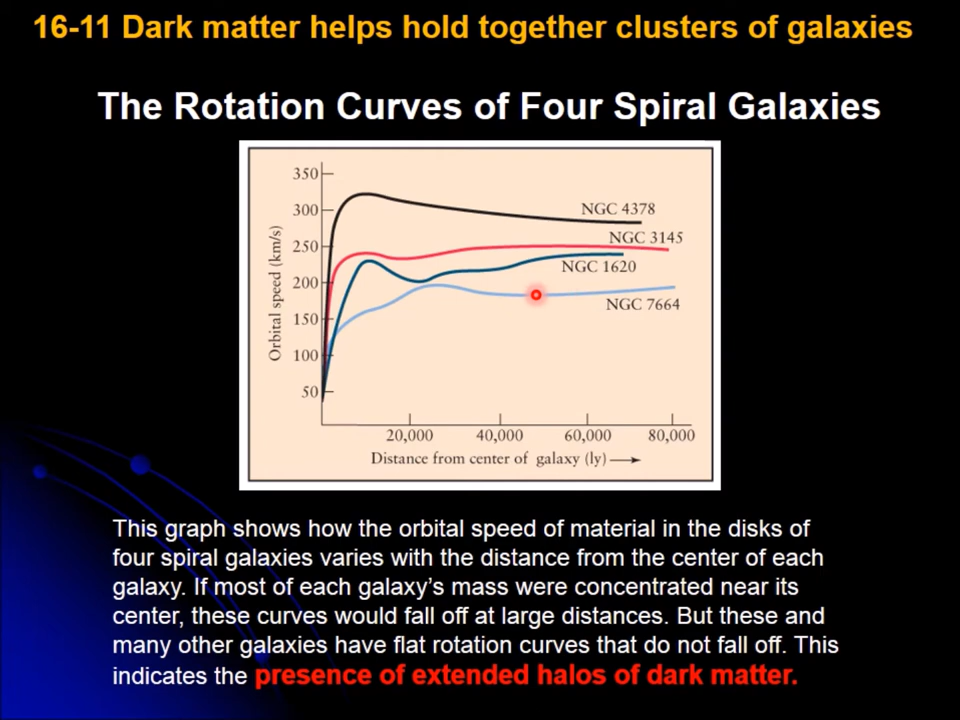 16-11 Dark matter helps hold together clusters of galaxies
The Rotation Curves of Four Spiral Galaxies
350
300
250
200
150
100
50
Orbital speed (km/s)
NGC 4378
NGC 3145
NGC 1620
NGC 7664
20,000 40,000 60,000 80,000
Distance from center of galaxy (ly)
This graph shows how the orbital speed of material in the disks of
four spiral galaxies varies with the distance from the center of each
galaxy. If most of each galaxy’s mass were concentrated near its
center, these curves would fall off at large distances. But these and
many other galaxies have flat rotation curves that do not fall off. This
indicates the presence of extended halos of dark matter.